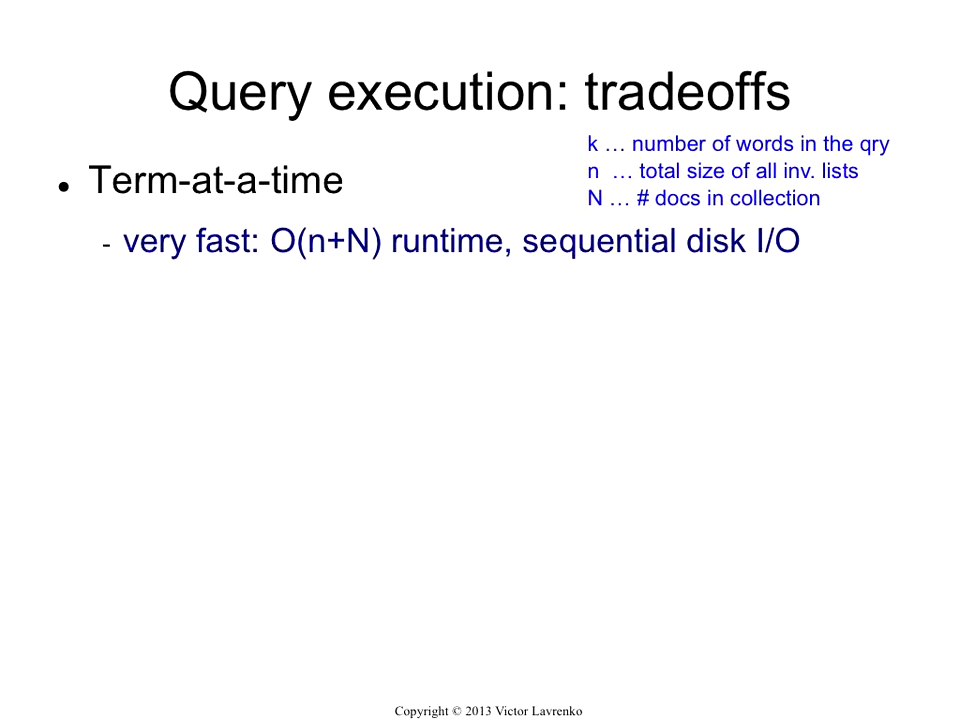 Query execution: tradeoffs
k … number of words in the qry
n … total size of all inv. lists
N … # docs in collection
● Term-at-a-time
- very fast: O(n+N) runtime, sequential disk I/O
Copyright © 2013 Victor Lavrenko